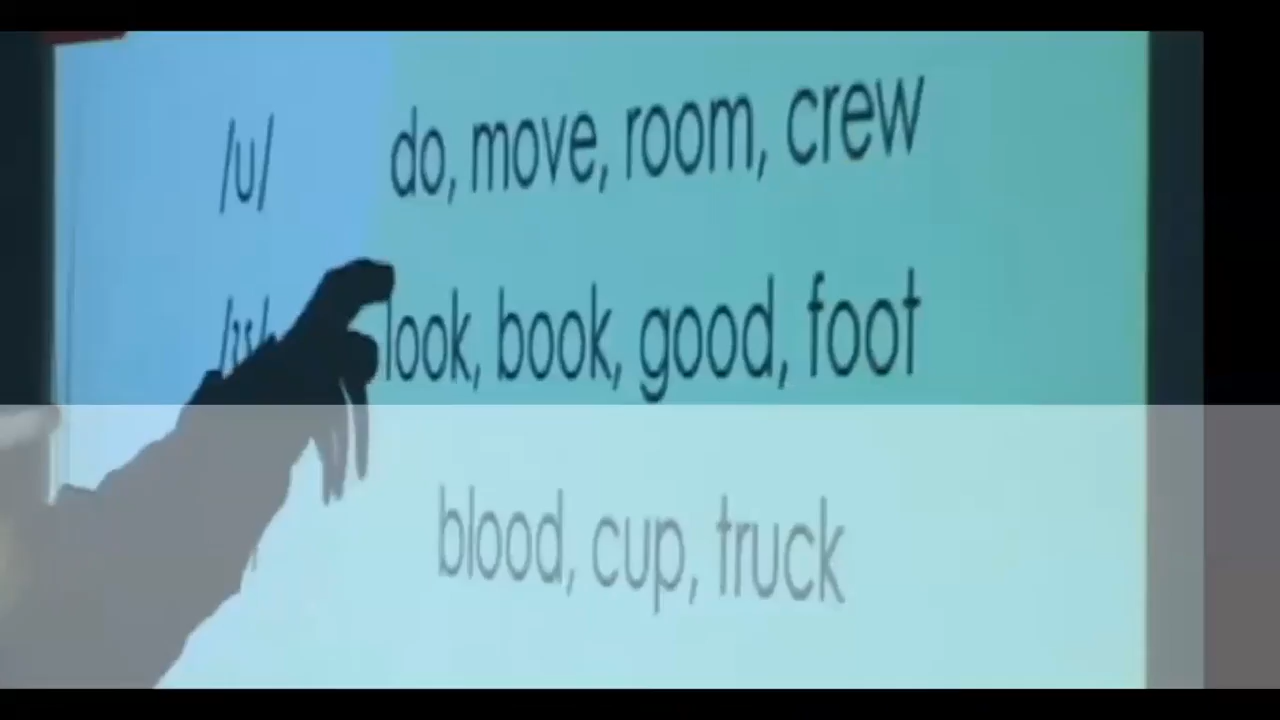 /u/ do, move, room, crew
look, book, good, foot
blood, cup, truck